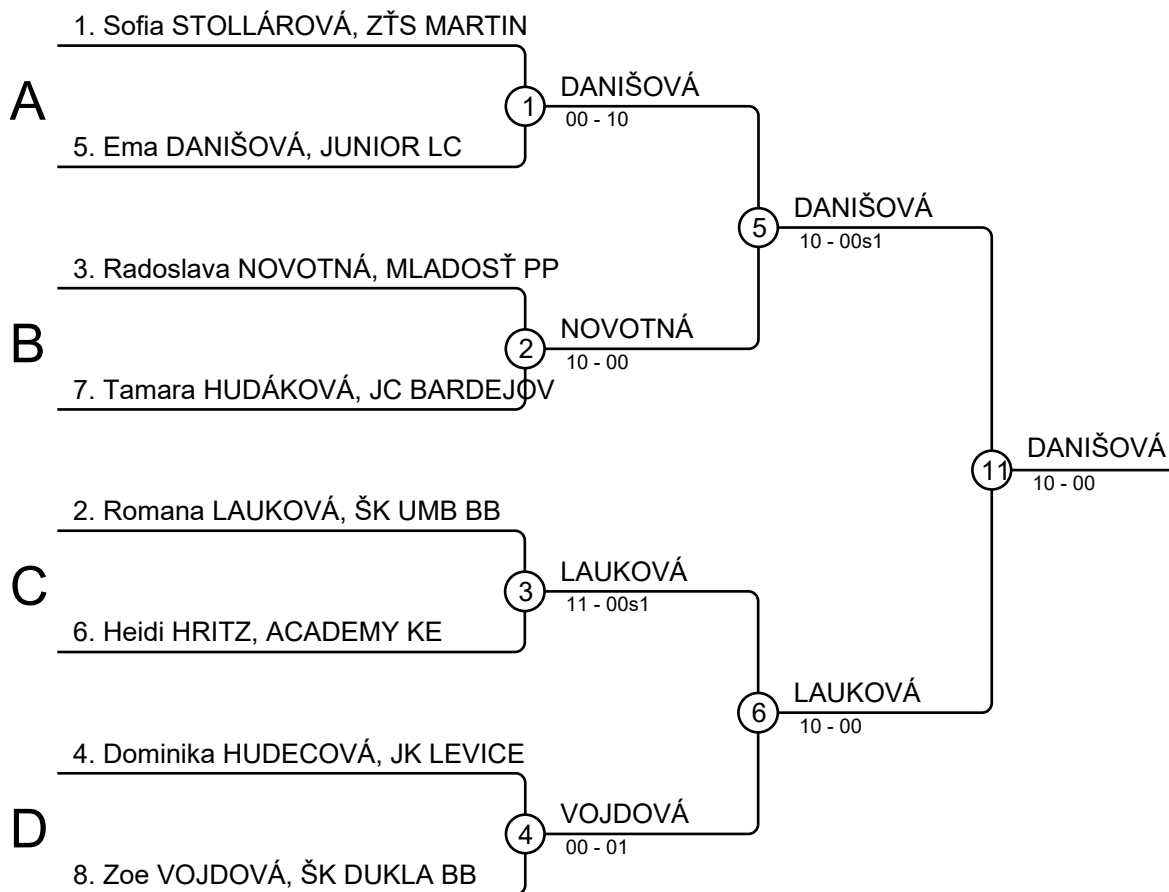 1. Sofia STOLLÁROVÁ, ZŤS MARTIN
A
1
DANIŠOVÁ
00 - 10
5. Ema DANIŠOVÁ, JUNIOR LC
5
DANIŠOVÁ
10 - 00s1
3. Radoslava NOVOTNÁ, MLADOSŤ PP
B
2
NOVOTNÁ
10 - 00
7. Tamara HUDÁKOVÁ, JC BARDEJOV
11
DANIŠOVÁ
10 - 00
2. Romana LAUKOVÁ, ŠK UMB BB
C
3
LAUKOVÁ
11 - 00s1
6. Heidi HRITZ, ACADEMY KE
6
LAUKOVÁ
10 - 00
4. Dominika HUDECOVÁ, JK LEVICE
D
4
VOJDOVÁ
00 - 01
8. Zoe VOJDOVÁ, ŠK DUKLA BB